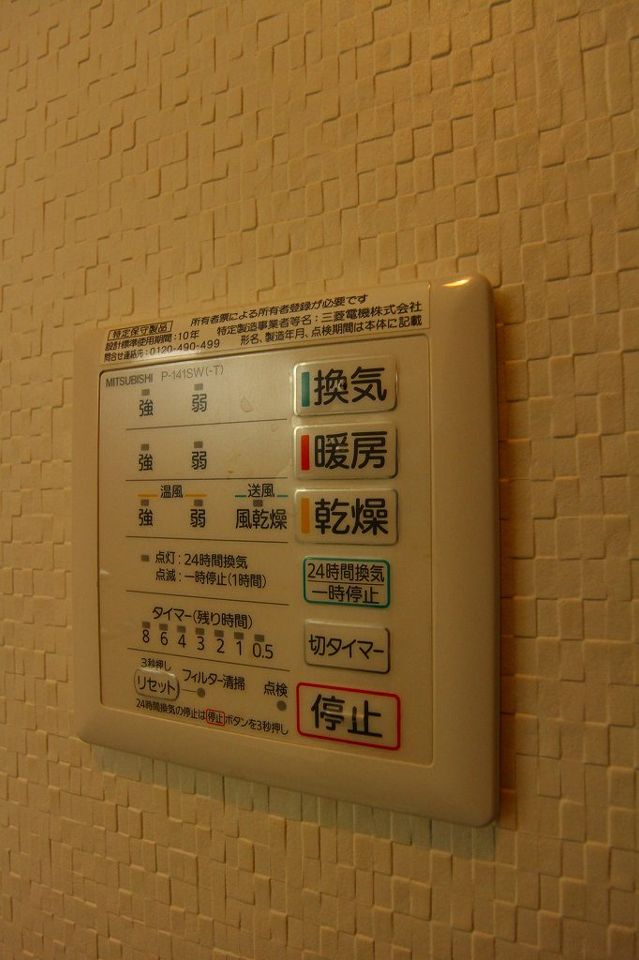 特定保守製品 所有者票による所有者登録が必要です
設計標準使用期間：10年 特定製造事業者等名：三菱電機株式会社
問合せ連絡先：0120-490-499 形名、製造年月、点検期間は本体に記載
MITSUBISHI P-141SW(-T)
強 弱 換気
強 弱 暖房
温風 送風
強 弱 風乾燥 乾燥
点灯：24時間換気
点滅：一時停止(1時間)
24時間換気
一時停止
タイマー(残り時間)
8 6 4 3 2 1 0.5
切タイマー
3秒押し
リセット フィルター清掃 点検
24時間換気の停止は停止ボタンを3秒押し
停止